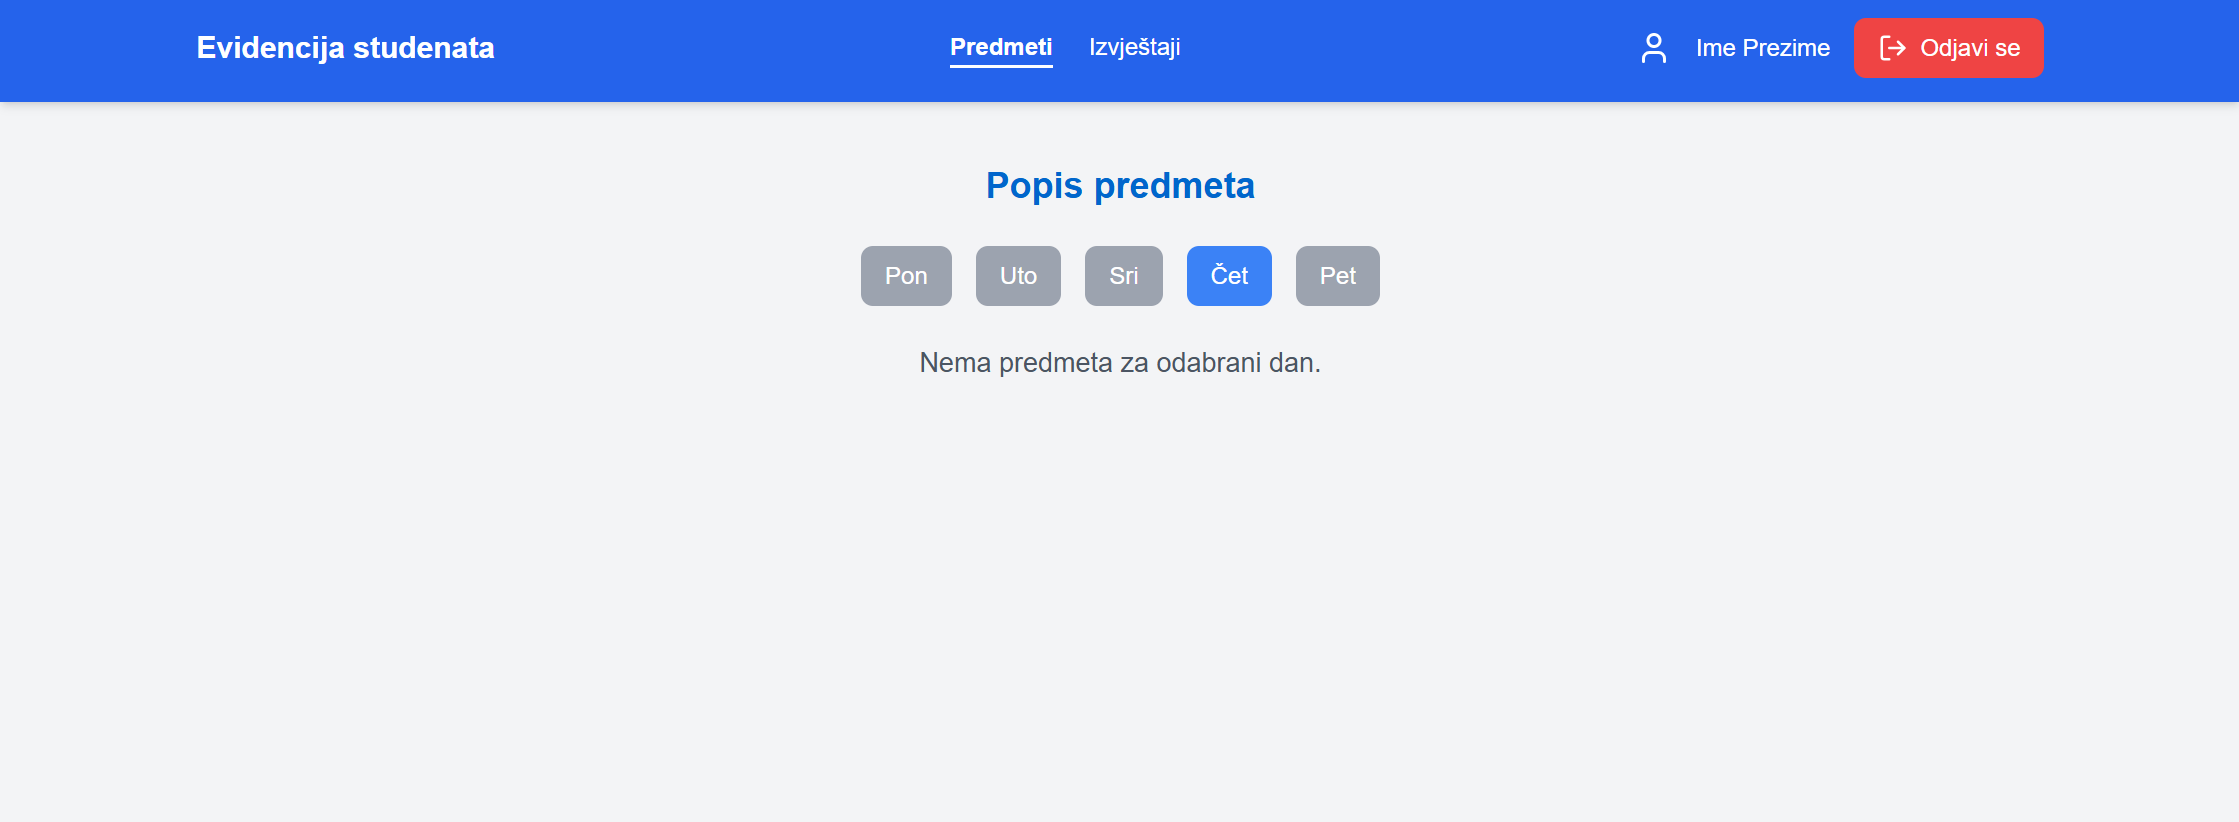 Evidencija studenata
Predmeti Izvještaji
Ime Prezime Odjavi se
Popis predmeta
Pon Uto Sri Čet Pet
Nema predmeta za odabrani dan.